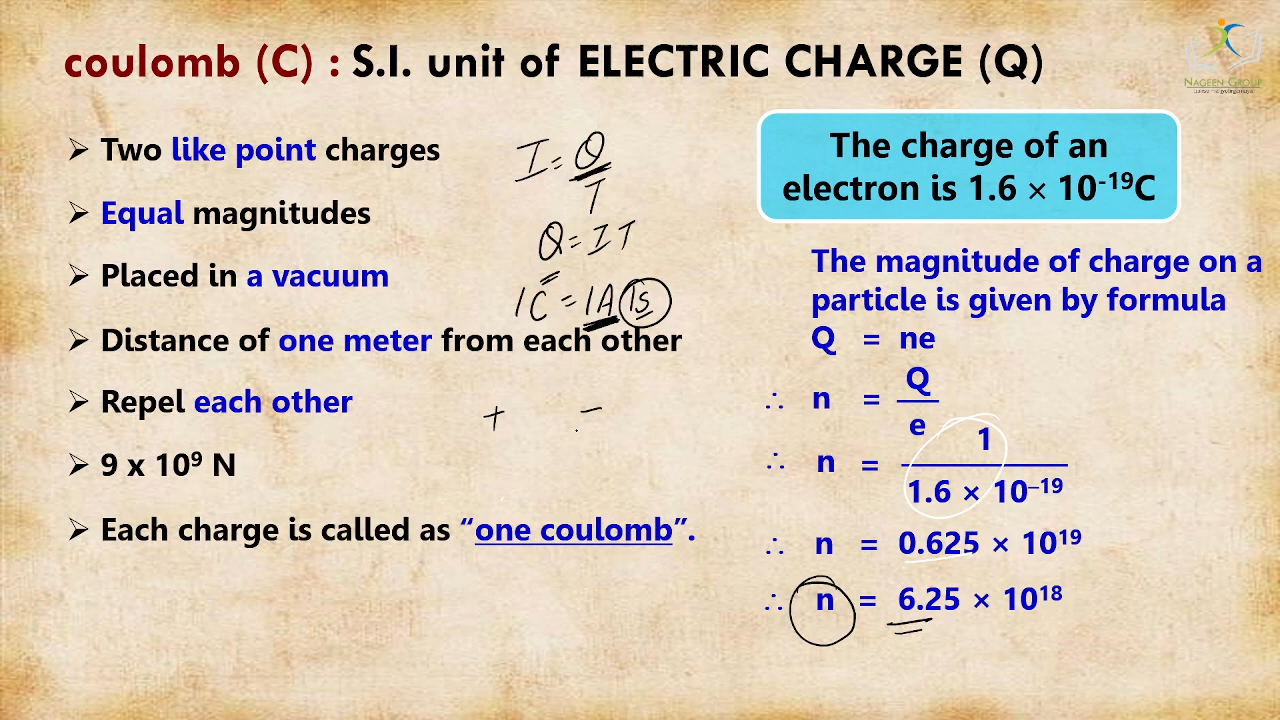 coulomb (C) : S.I. unit of ELECTRIC CHARGE (Q)
NAGEEN GROUP
➢ Two like point charges
➢ Equal magnitudes
➢ Placed in a vacuum
➢ Distance of one meter from each other
➢ Repel each other
➢ 9 x 10⁹ N
➢ Each charge is called as “one coulomb”.
I = Q
T
Q = I T
1C = 1A 1s
+ −
The charge of an
electron is 1.6 × 10⁻¹⁹C
The magnitude of charge on a
particle is given by formula
Q = ne
∴ n = Q
e
∴ n = 1
1.6 × 10⁻¹⁹
∴ n = 0.625 × 10¹⁹
∴ n = 6.25 × 10¹⁸